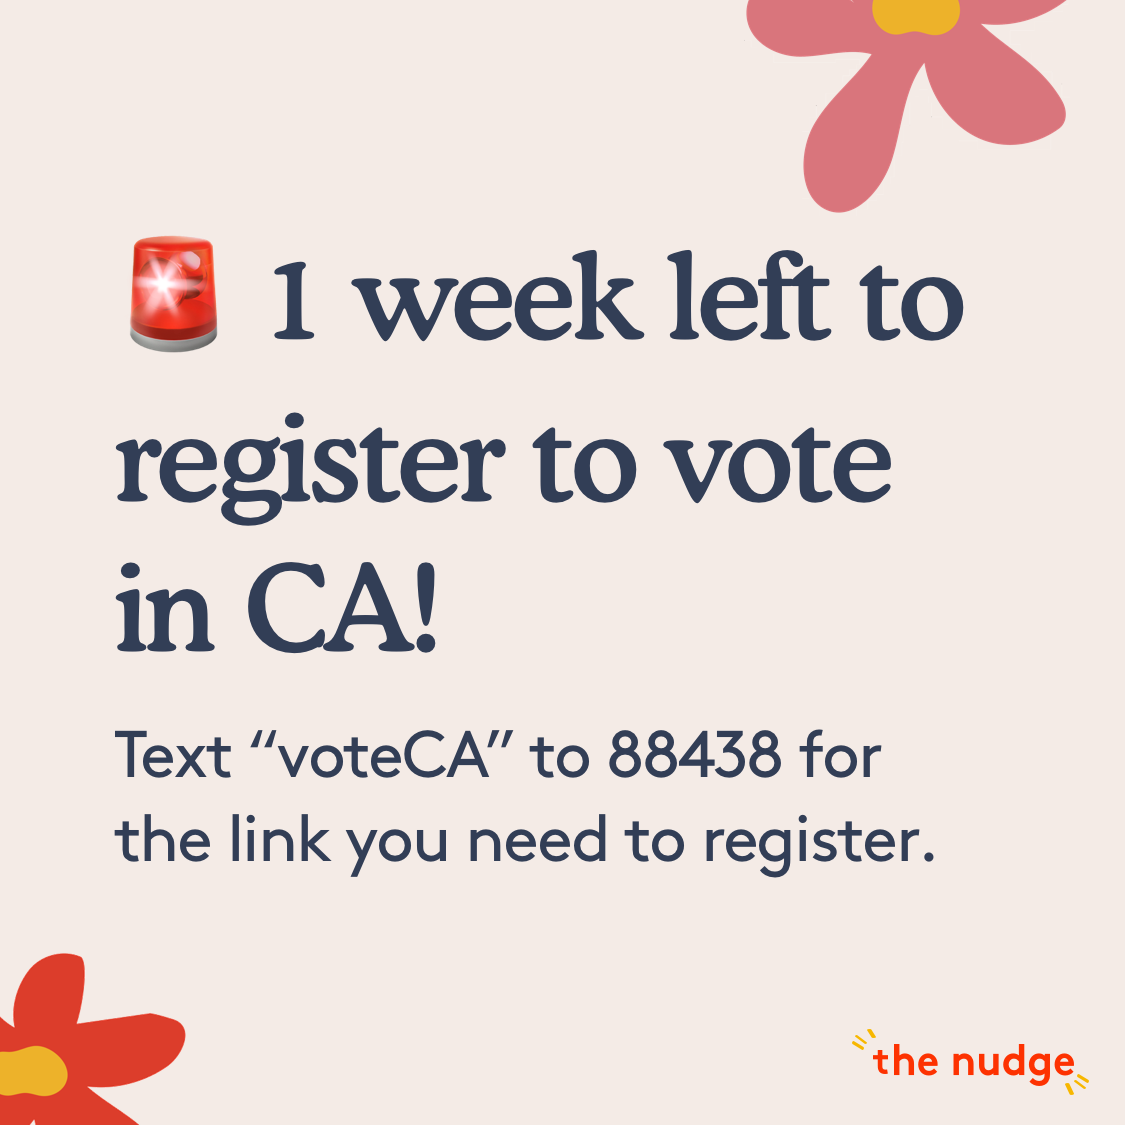 🚨 1 week left to
register to vote
in CA!
Text “voteCA” to 88438 for
the link you need to register.
the nudge